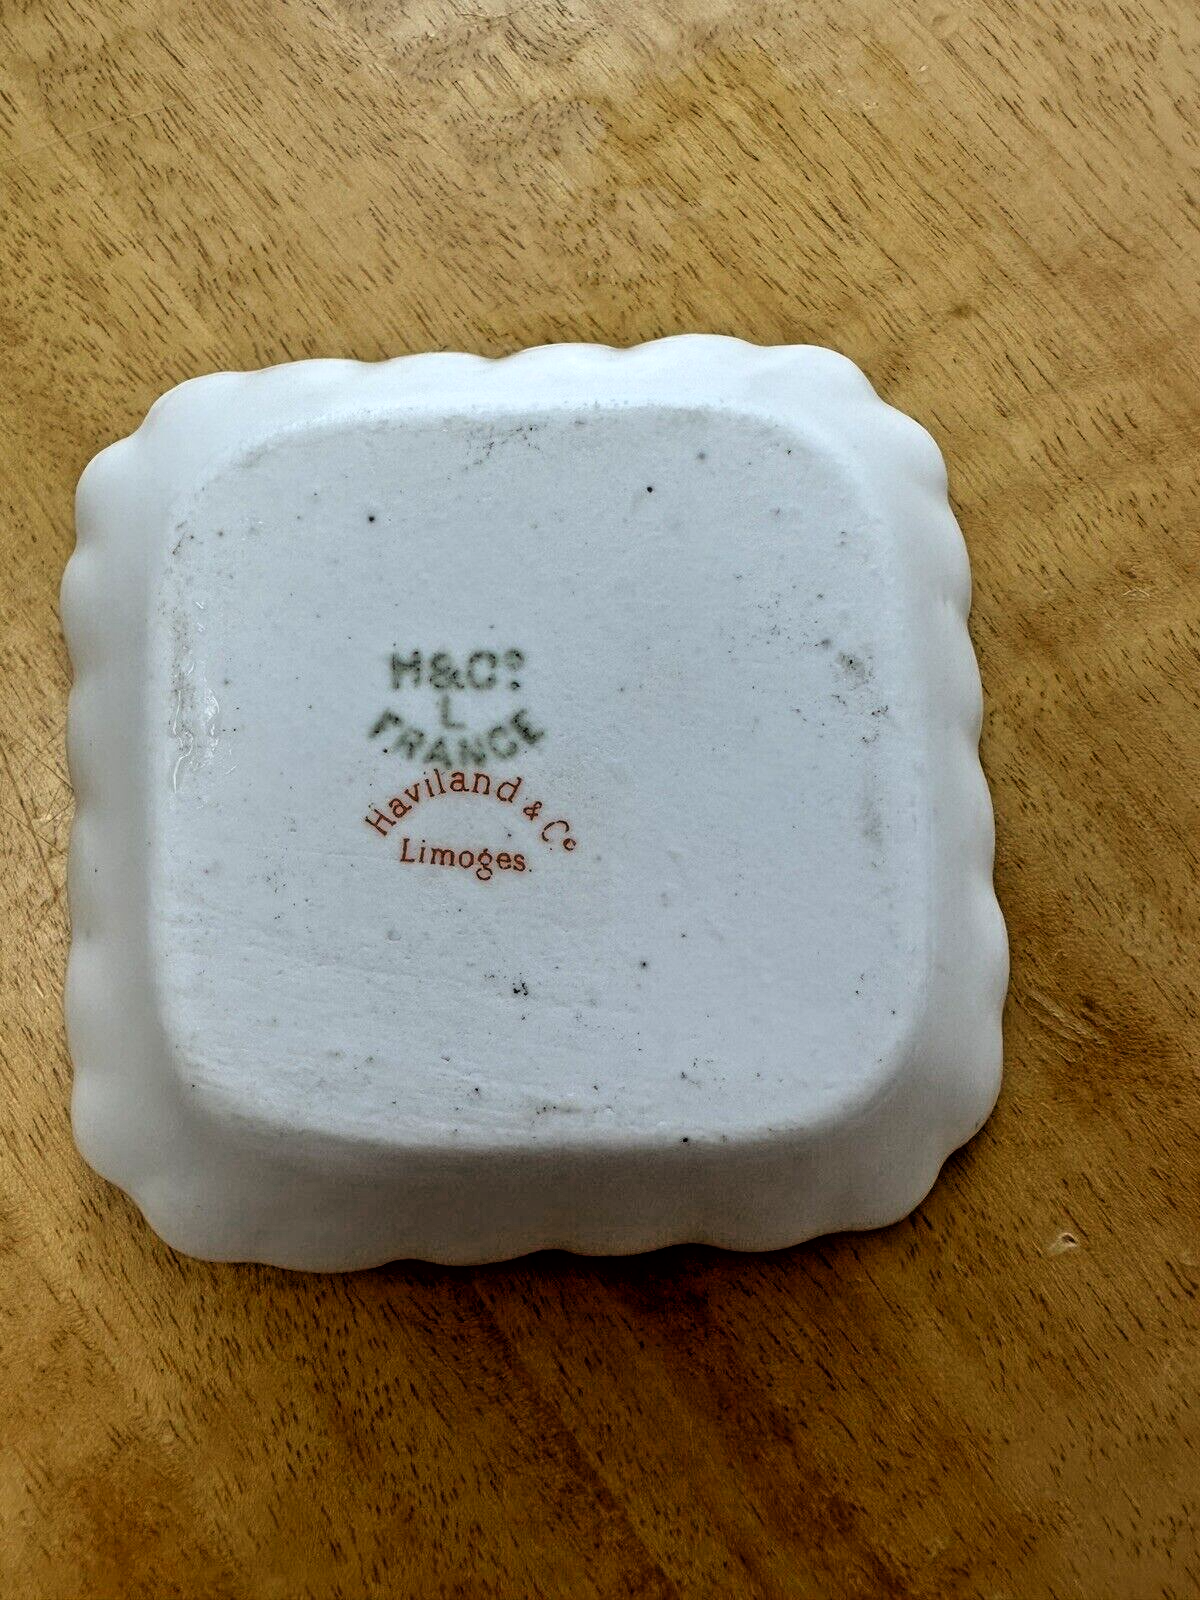 H&Cº
L
FRANCE
Haviland & Cº
Limoges.